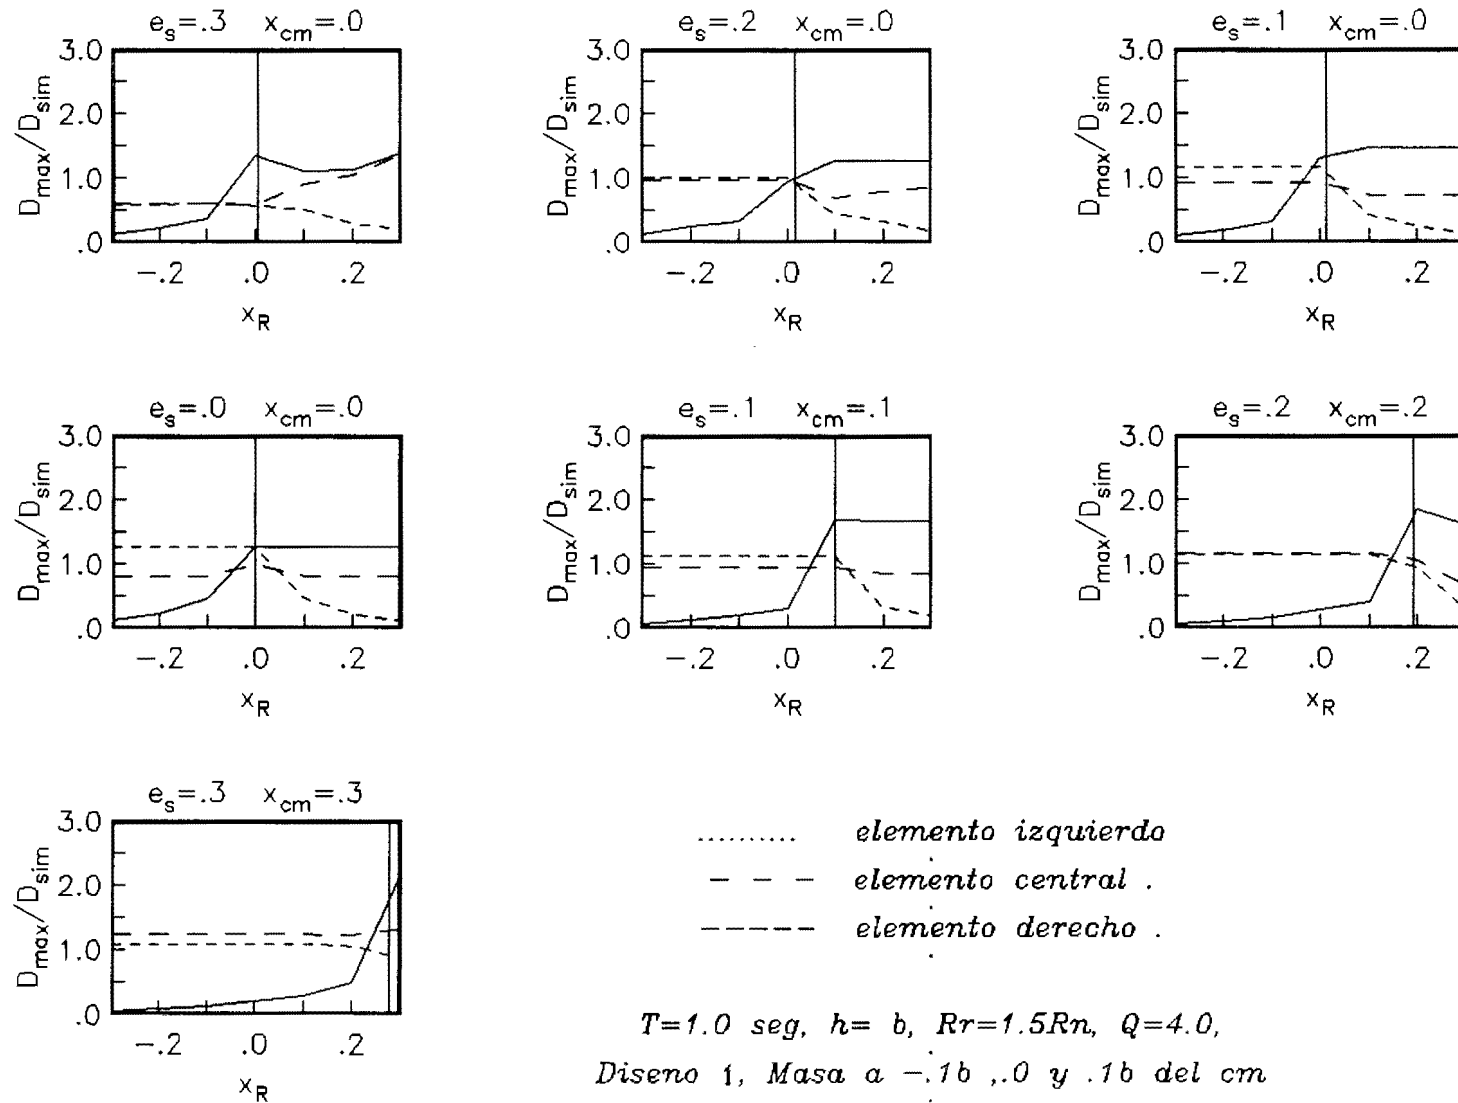 e_s=.3 x_cm=.0
e_s=.2 x_cm=.0
e_s=.1 x_cm=.0
D_max/D_sim
3.0
2.0
1.0
.0
-.2 .0 .2
x_R
D_max/D_sim
3.0
2.0
1.0
.0
-.2 .0 .2
x_R
D_max/D_sim
3.0
2.0
1.0
.0
-.2 .0 .2
x_R
e_s=.0 x_cm=.0
e_s=.1 x_cm=.1
e_s=.2 x_cm=.2
D_max/D_sim
3.0
2.0
1.0
.0
-.2 .0 .2
x_R
D_max/D_sim
3.0
2.0
1.0
.0
-.2 .0 .2
x_R
D_max/D_sim
3.0
2.0
1.0
.0
-.2 .0 .2
x_R
e_s=.3 x_cm=.3
D_max/D_sim
3.0
2.0
1.0
.0
-.2 .0 .2
x_R
elemento izquierdo
elemento central .
elemento derecho .
T=1.0 seg, h= b, Rr=1.5Rn, Q=4.0,
Diseno 1, Masa a -.1b ,.0 y .1b del cm